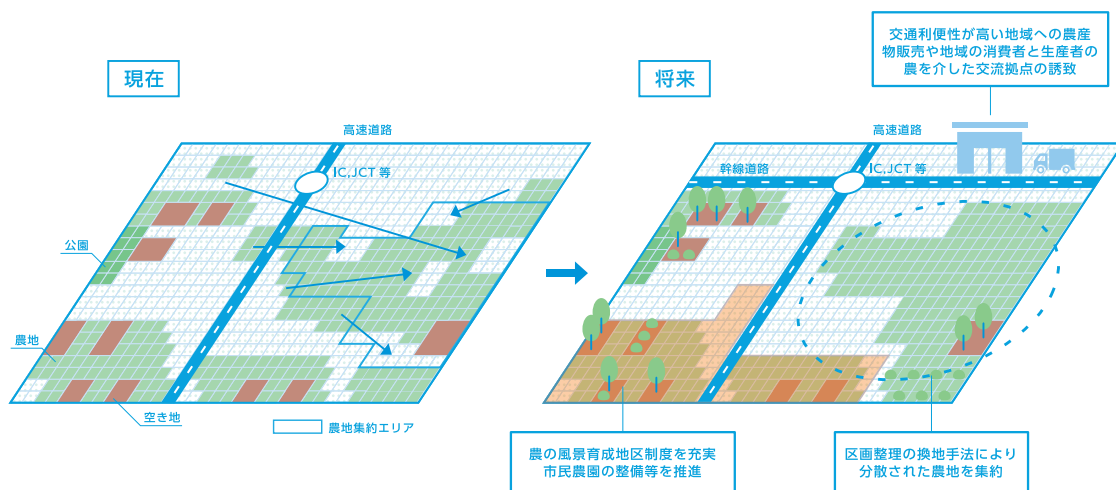 現在
高速道路
IC,JCT 等
公園
農地
空き地
農地集約エリア
将来
交通利便性が高い地域への農産
物販売や地域の消費者と生産者の
農を介した交流拠点の誘致
高速道路
幹線道路
IC,JCT 等
農の風景育成地区制度を充実
市民農園の整備等を推進
区画整理の換地手法により
分散された農地を集約